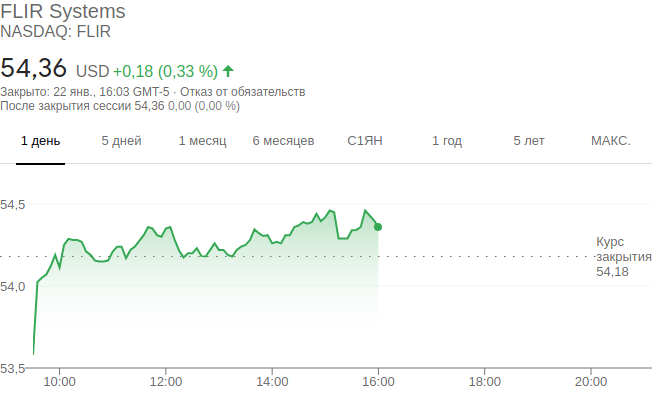 FLIR Systems
NASDAQ: FLIR
54,36 USD +0,18 (0,33 %)
Закрыто: 22 янв., 16:03 GMT-5 · Отказ от обязательств
После закрытия сессии 54,36 0,00 (0,00 %)
1 день 5 дней 1 месяц 6 месяцев С1ЯН 1 год 5 лет МАКС.
54,5
Курс
закрытия
54,18
54,0
53,5
10:00 12:00 14:00 16:00 18:00 20:00